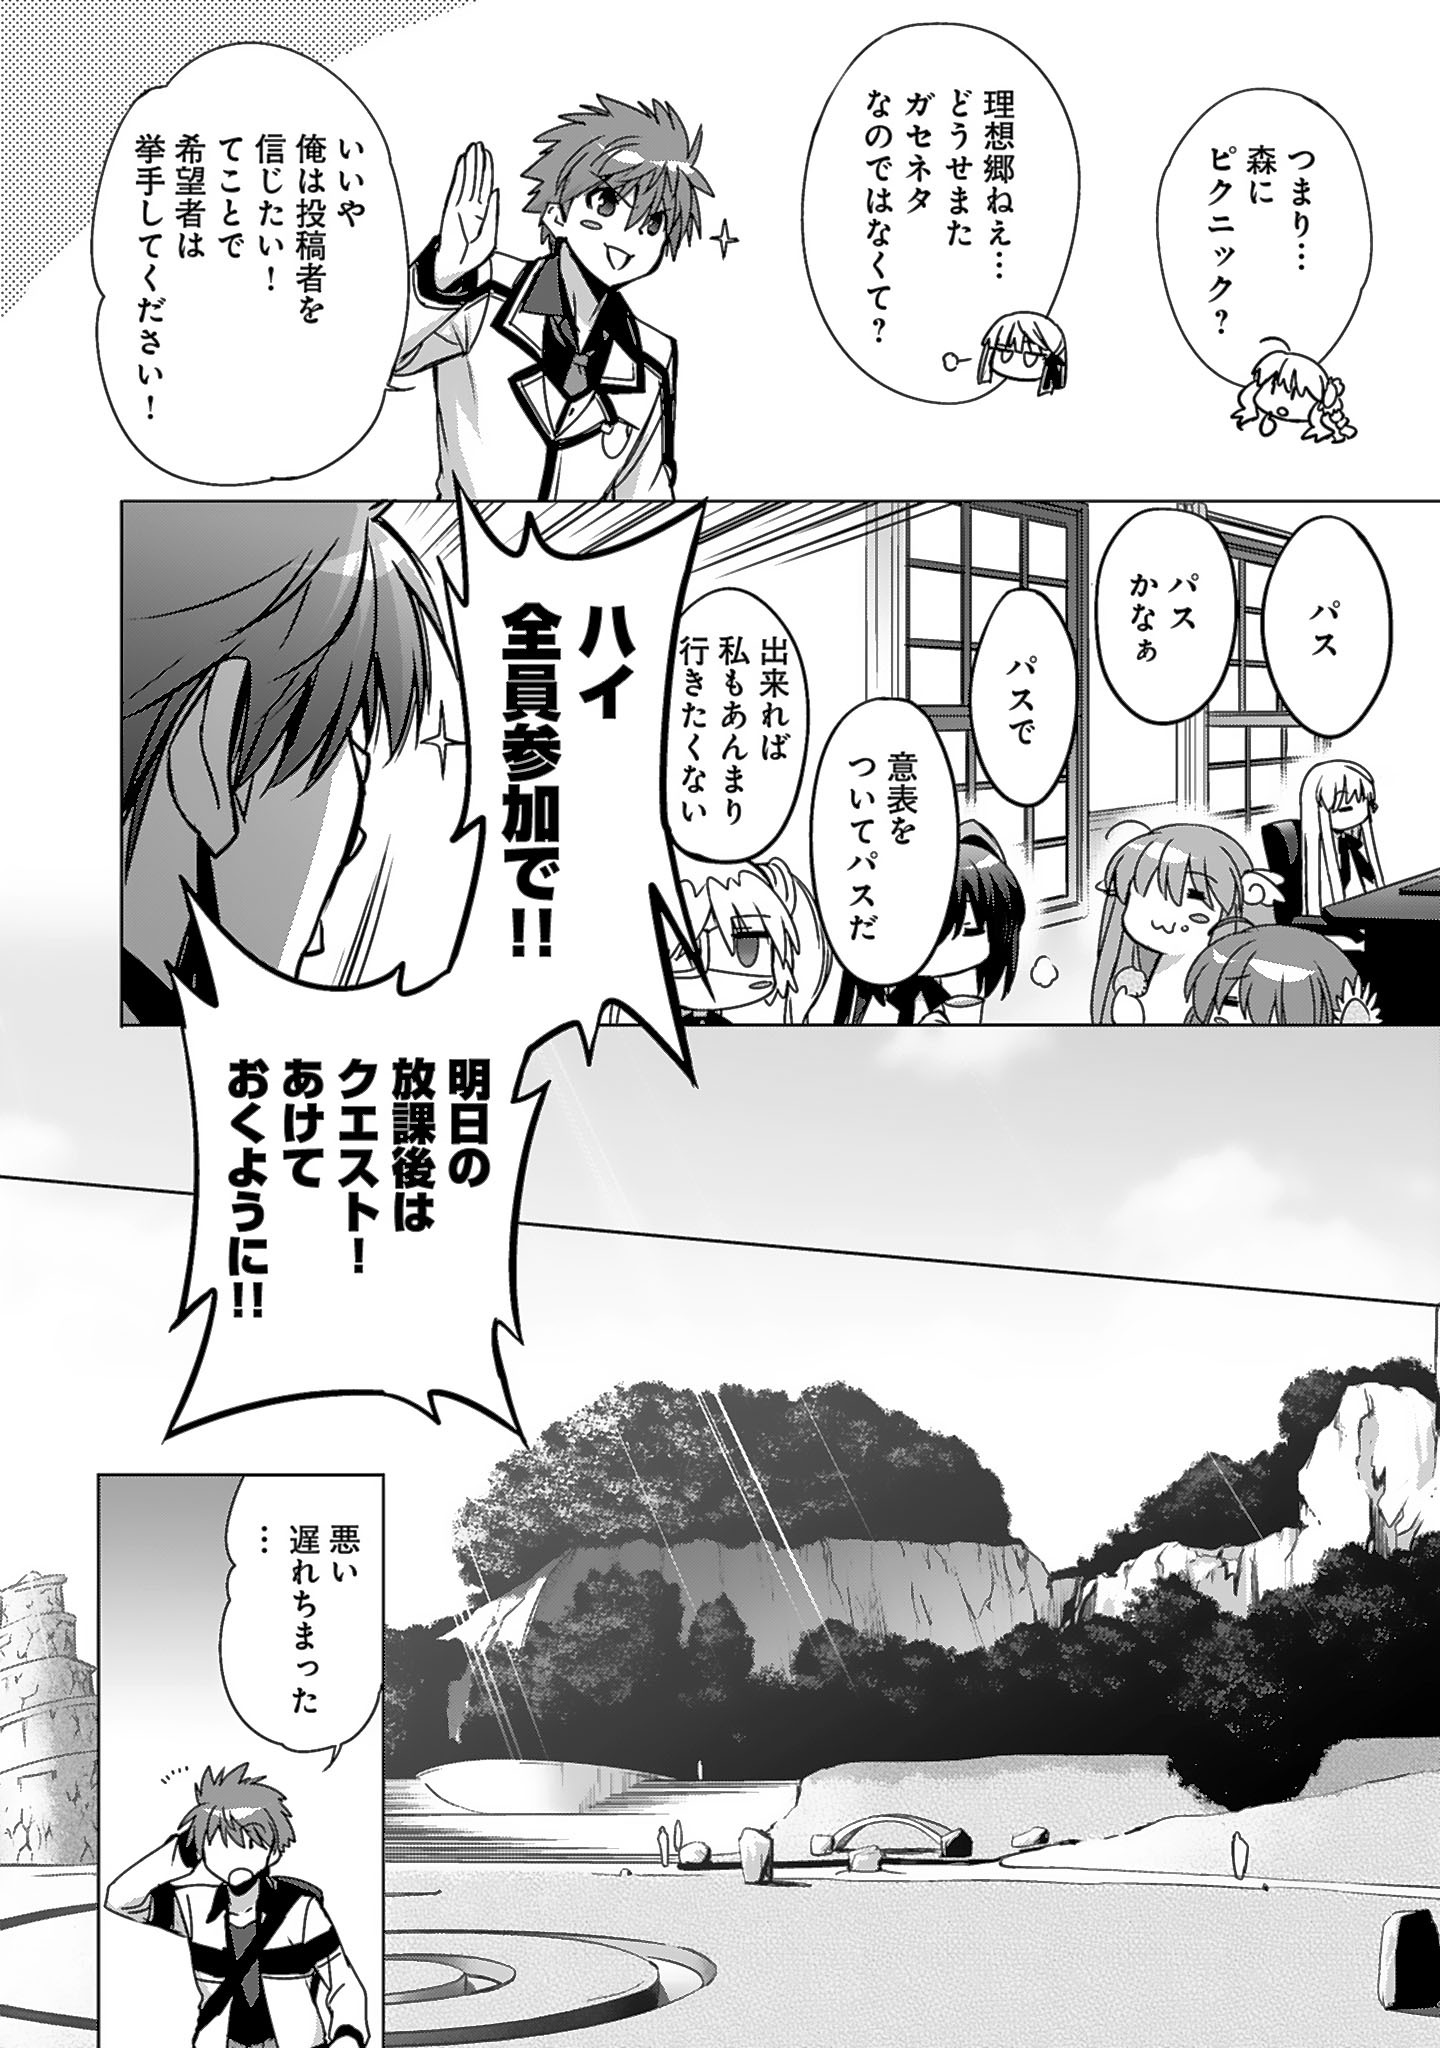 つまり…
森に
ピクニック?
理想郷ねえ…
どうせまた
ガセネタ
なのではなくて?
いいや
俺は投稿者を
信じたい!
てことで
希望者は
挙手してください!
パス
パス
かなぁ
パスで
意表を
ついてパスだ
出来れば
私もあんまり
行きたくない
ハイ
全員参加で!!
明日の
放課後は
クエスト!
あけて
おくように!!
悪い
遅れちまった
…